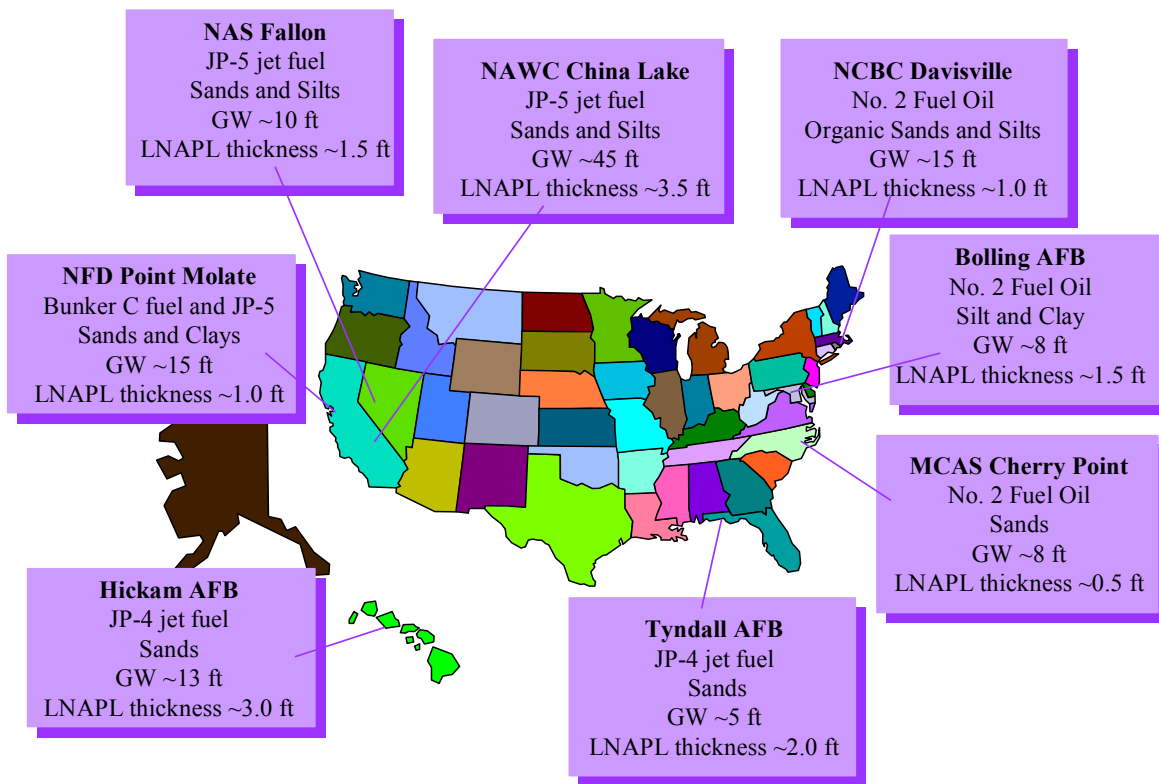 NAS Fallon
JP-5 jet fuel
Sands and Silts
GW ~10 ft
LNAPL thickness ~1.5 ft
NAWC China Lake
JP-5 jet fuel
Sands and Silts
GW ~45 ft
LNAPL thickness ~3.5 ft
NCBC Davisville
No. 2 Fuel Oil
Organic Sands and Silts
GW ~15 ft
LNAPL thickness ~1.0 ft
NFD Point Molate
Bunker C fuel and JP-5
Sands and Clays
GW ~15 ft
LNAPL thickness ~1.0 ft
Bolling AFB
No. 2 Fuel Oil
Silt and Clay
GW ~8 ft
LNAPL thickness ~1.5 ft
MCAS Cherry Point
No. 2 Fuel Oil
Sands
GW ~8 ft
LNAPL thickness ~0.5 ft
Hickam AFB
JP-4 jet fuel
Sands
GW ~13 ft
LNAPL thickness ~3.0 ft
Tyndall AFB
JP-4 jet fuel
Sands
GW ~5 ft
LNAPL thickness ~2.0 ft